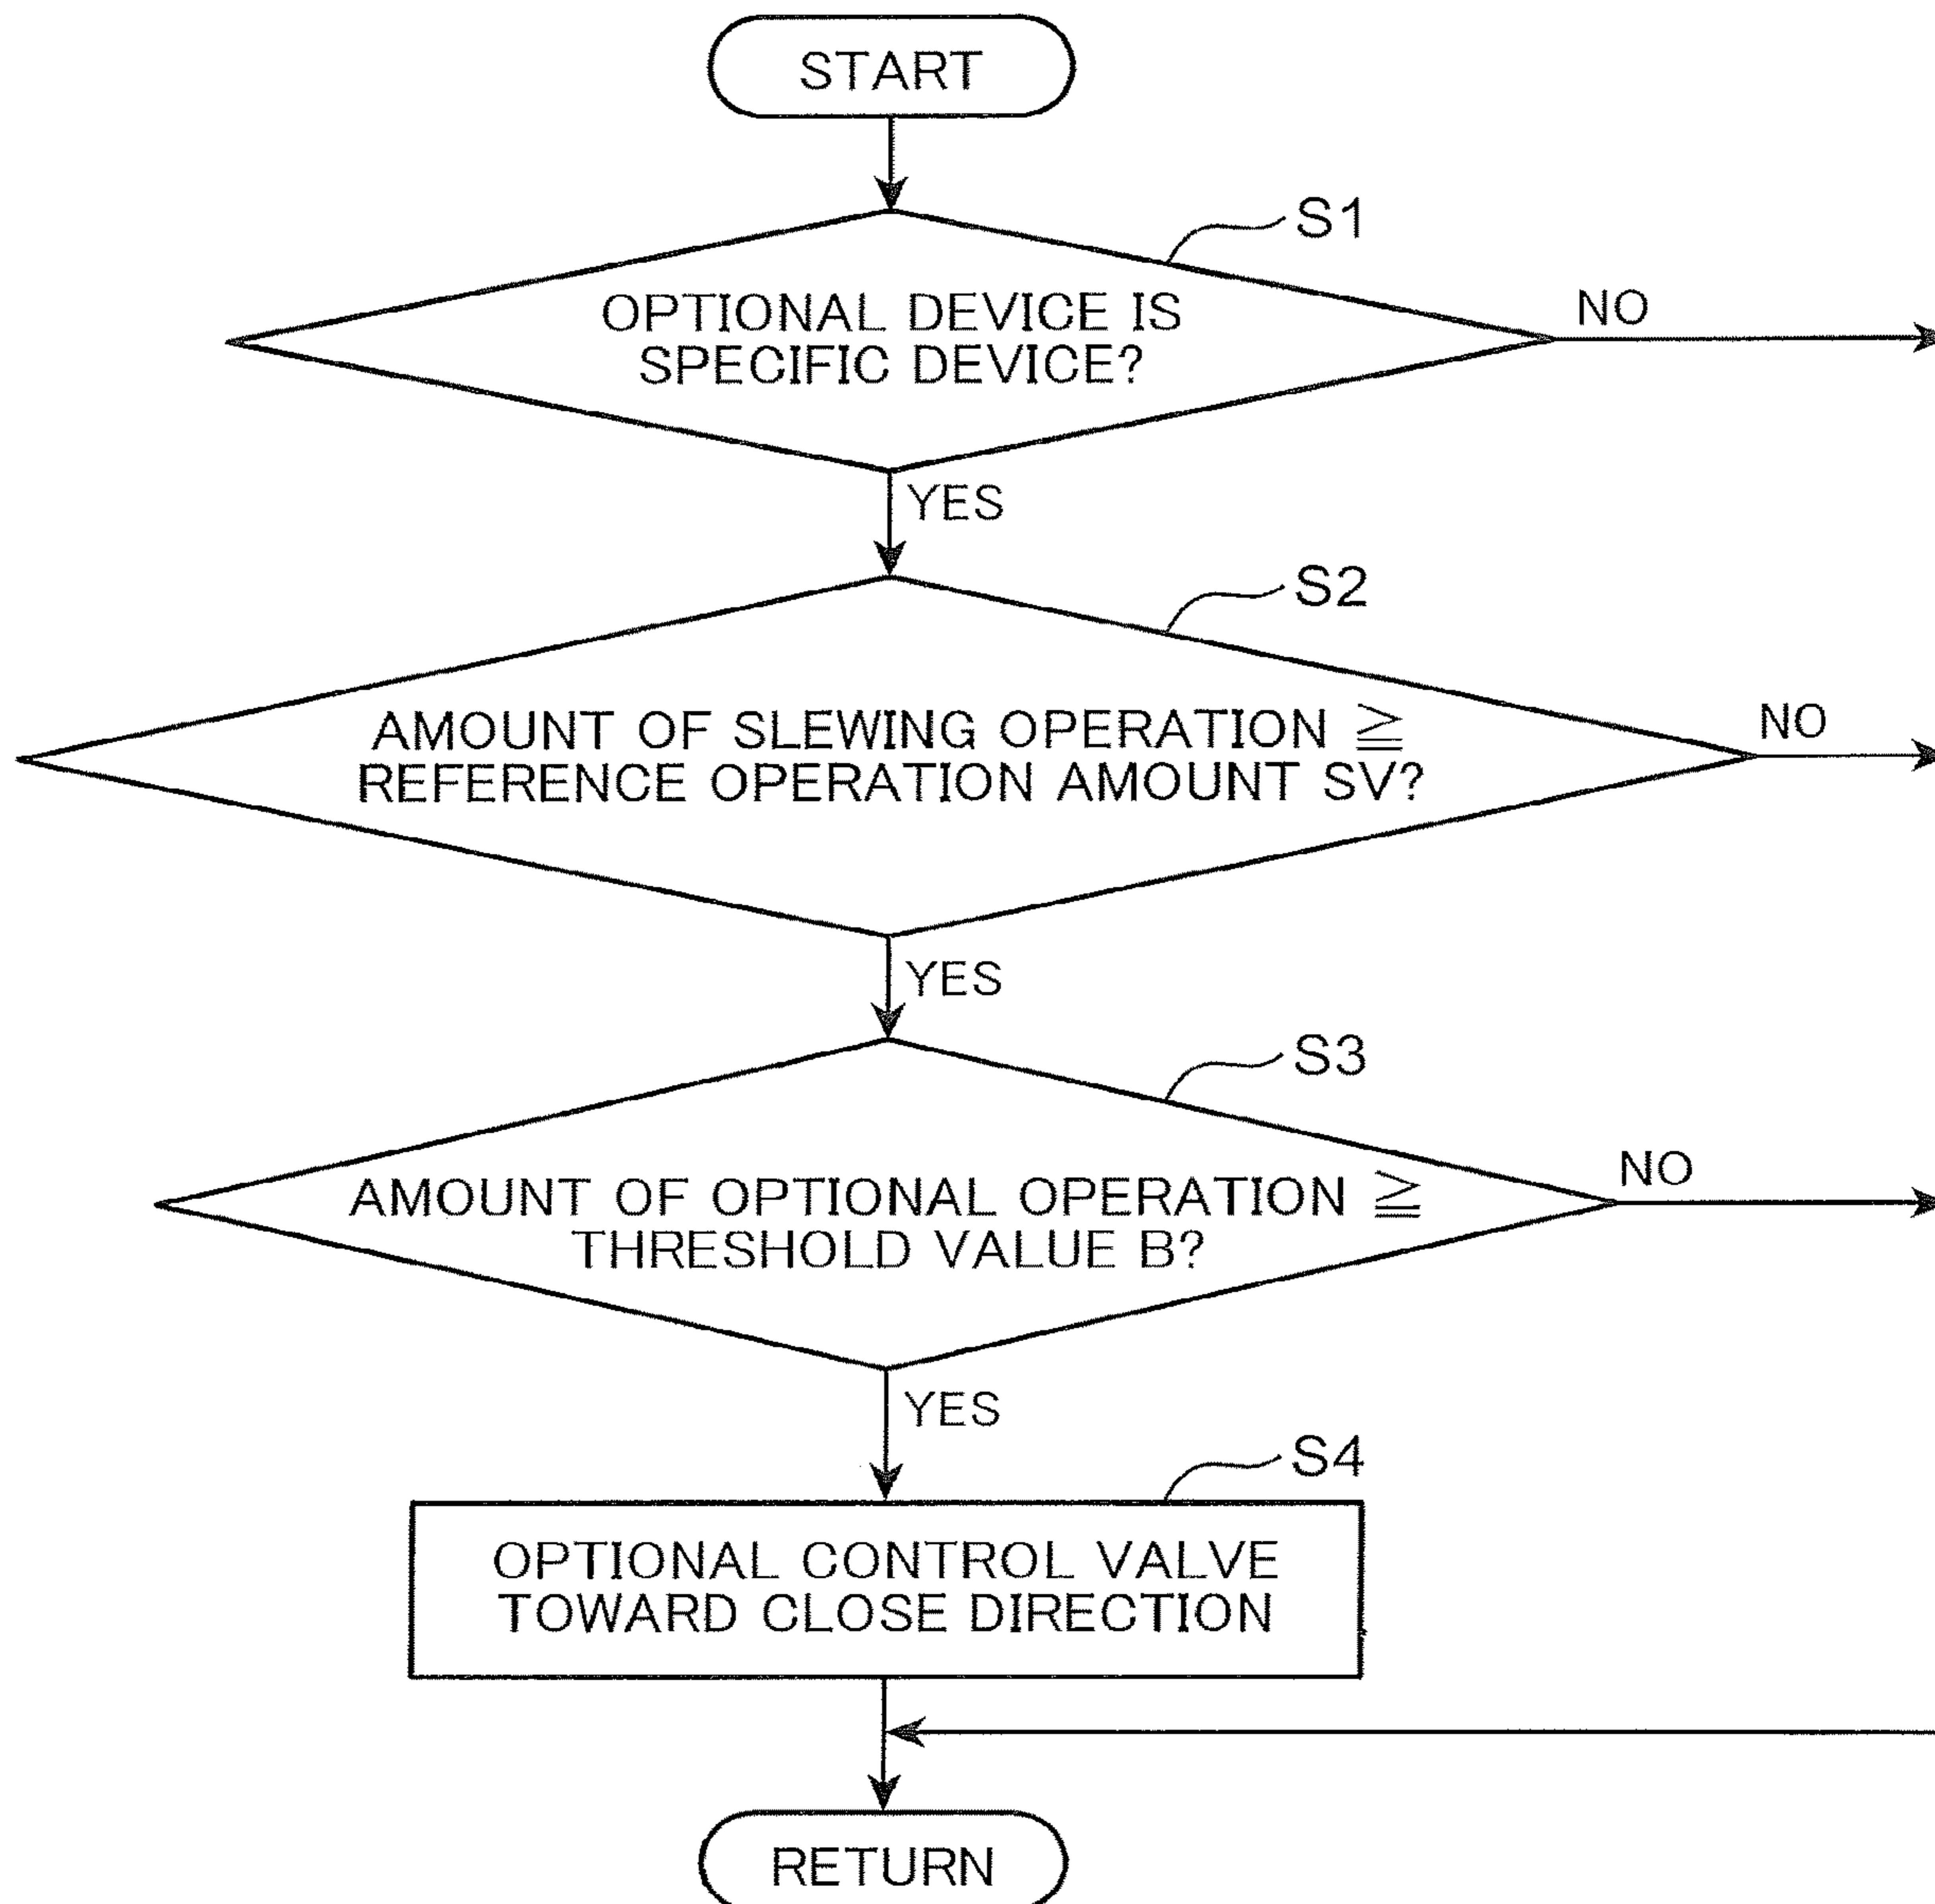 START
S1
OPTIONAL DEVICE IS
SPECIFIC DEVICE?
NO
YES
S2
AMOUNT OF SLEWING OPERATION ≧
REFERENCE OPERATION AMOUNT SV?
NO
YES
S3
AMOUNT OF OPTIONAL OPERATION ≧
THRESHOLD VALUE B?
NO
YES
S4
OPTIONAL CONTROL VALVE
TOWARD CLOSE DIRECTION
RETURN